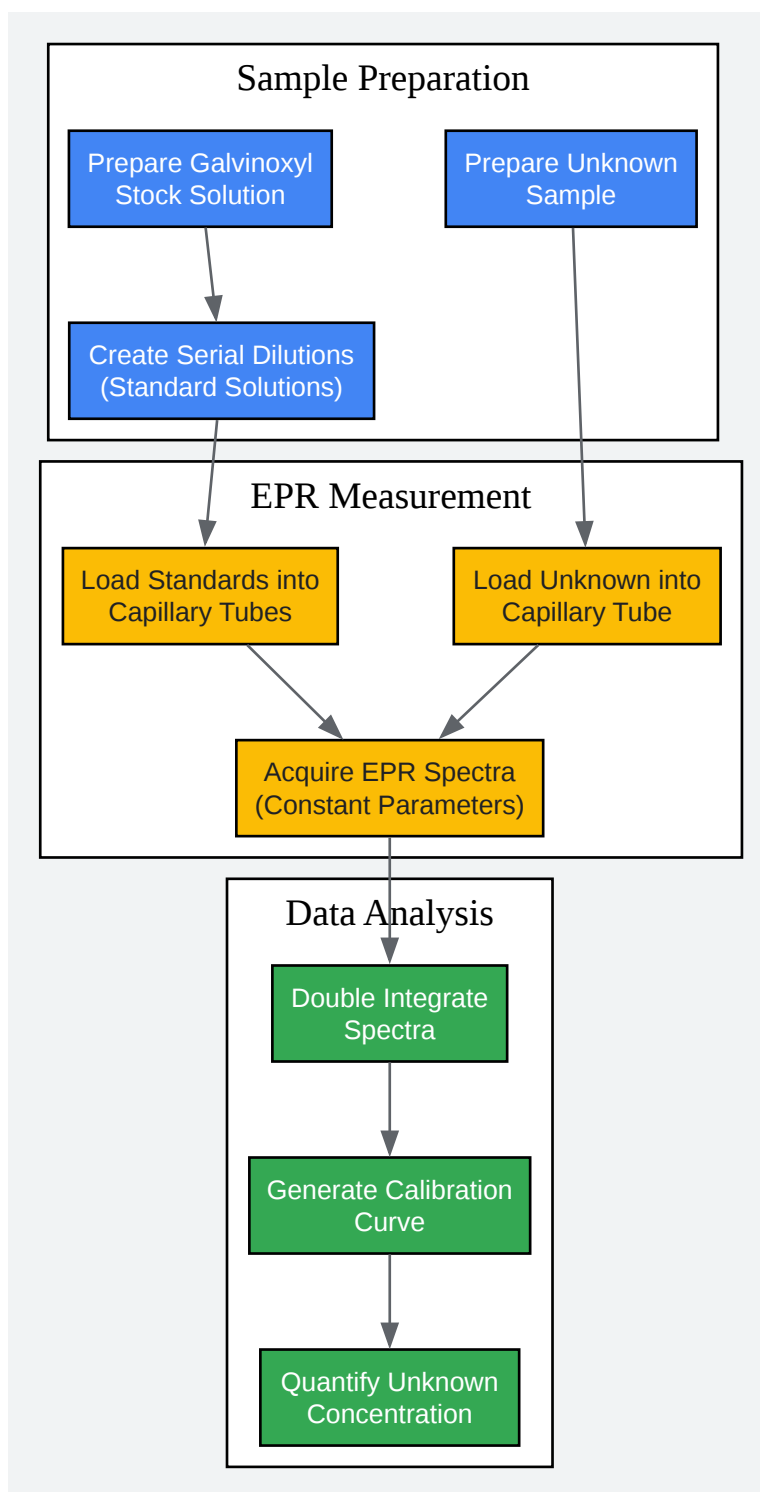 Sample Preparation
Prepare Galvinoxyl
Stock Solution
Prepare Unknown
Sample
Create Serial Dilutions
(Standard Solutions)
EPR Measurement
Load Standards into
Capillary Tubes
Load Unknown into
Capillary Tube
Acquire EPR Spectra
(Constant Parameters)
Data Analysis
Double Integrate
Spectra
Generate Calibration
Curve
Quantify Unknown
Concentration